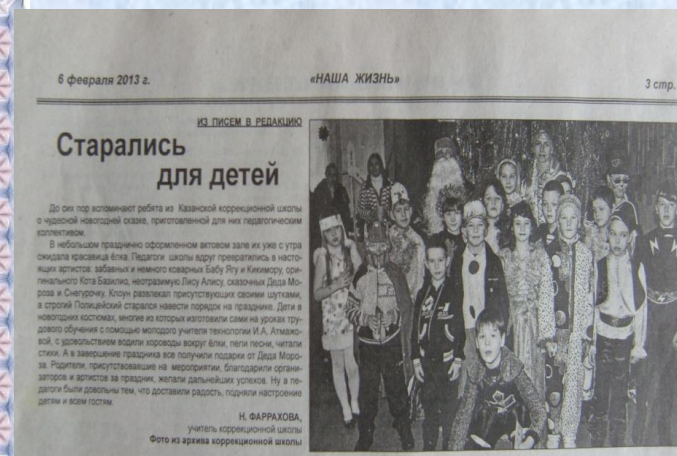 6 февраля 2013 г.
«НАША ЖИЗНЬ»
3 стр.
ИЗ ПИСЕМ В РЕДАКЦИЮ
Старались
для детей
До сих пор вспоминают ребята из Казанской коррекционной школы
о чудесной новогодней сказке, приготовленной для них педагогическим
коллективом.
В небольшом празднично оформленном актовом зале их уже с утра
ожидала красавица ёлка. Педагоги школы вдруг превратились в насто-
ящих артистов: забавных и немного коварных Бабу Ягу и Кикимору, ори-
гинального Кота Базилио, неотразимую Лису Алису, сказочных Деда Мо-
роза и Снегурочку. Клоун развлекал присутствующих своими шутками,
а строгий Полицейский старался навести порядок на празднике. Дети в
новогодних костюмах, многие из которых изготовили сами на уроках тру-
дового обучения с помощью молодого учителя технологии И.А. Атмажо-
вой, с удовольствием водили хороводы вокруг ёлки, пели песни, читали
стихи. А в завершение праздника все получили подарки от Деда Моро-
за. Родители, присутствовавшие на мероприятии, благодарили органи-
заторов и артистов за праздник, желали дальнейших успехов. Ну а пе-
дагоги были довольны тем, что доставили радость, подняли настроение
детям и всем гостям.
Н. ФАРРАХОВА,
учитель коррекционной школы
Фото из архива коррекционной школы